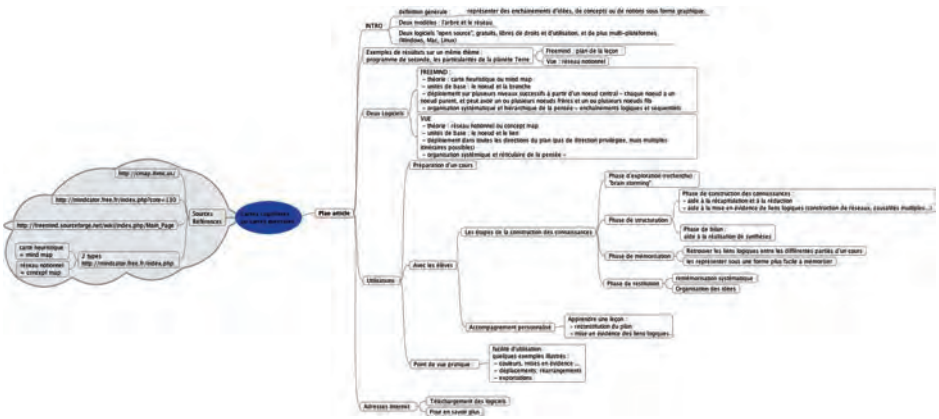 INTRO
définition générale :
représenter des enchaînements d'idées, de concepts ou de notions sous forme graphique.
Deux modèles : l'arbre et le réseau
Deux logiciels "open source", gratuits, libres de droits et d'utilisation, et de plus multi-plateformes.
(Windows, Mac, Linux)
Exemples de résultats sur un même thème :
programme de seconde, les particularités de la planète Terre
Freemind : plan de la leçon
Vue : réseau notionnel
Deux Logiciels
FREEMIND :
- théorie : carte heuristique ou mind map
- unités de base : le noeud et la branche
- déploiement sur plusieurs niveaux successifs à partir d'un noeud central - chaque noeud a un
noeud parent, et peut avoir un ou plusieurs noeuds frères et un ou plusieurs noeuds fils
- organisation systématique et hiérarchique de la pensée - enchaînements logiques et séquentiels
VUE
- théorie : réseau notionnel ou concept map
- unités de base : le noeud et le lien
- déploiement dans toutes les directions du plan (pas de direction privilégiée, mais multiples
itinéraires possibles)
- organisation systémique et réticulaire de la pensée -
Plan article
Utilisations
Préparation d'un cours
Avec les élèves
Les étapes de la construction des connaissances
Phase d'exploration (recherche) :
"brain storming"
Phase de structuration
Phase de construction des connaissances :
- aide à la récapitulation et à la rédaction
- aide à la mise en évidence de liens logiques (construction de réseaux, causalités multiples...)
Phase de bilan :
aide à la réalisation de synthèses
Phase de mémorisation
Retrouver les liens logiques entre les différentes parties d'un cours
les représenter sous une forme plus facile à mémoriser
Phase de restitution
remémorisation systématique
Organisation des idées
Accompagnement personnalisé
Apprendre une leçon :
- reconstitution du plan
- mise en évidence des liens logiques
Point de vue pratique :
facilité d'utilisation
quelques exemples illustrés :
- couleurs, mises en évidence ...
- déplacements, réarrangements
- exportations
Adresses Internet
Téléchargement des logiciels
Pour en savoir plus
Cartes cognitives
ou cartes mentales
Sources
Références
http://cmap.ihmc.us/
http://freemind.sourceforge.net/wiki/index.php/Main_Page
2 types
http://mindcator.free.fr/index.php
carte heuristique
= mind map
réseau notionnel
= concept map